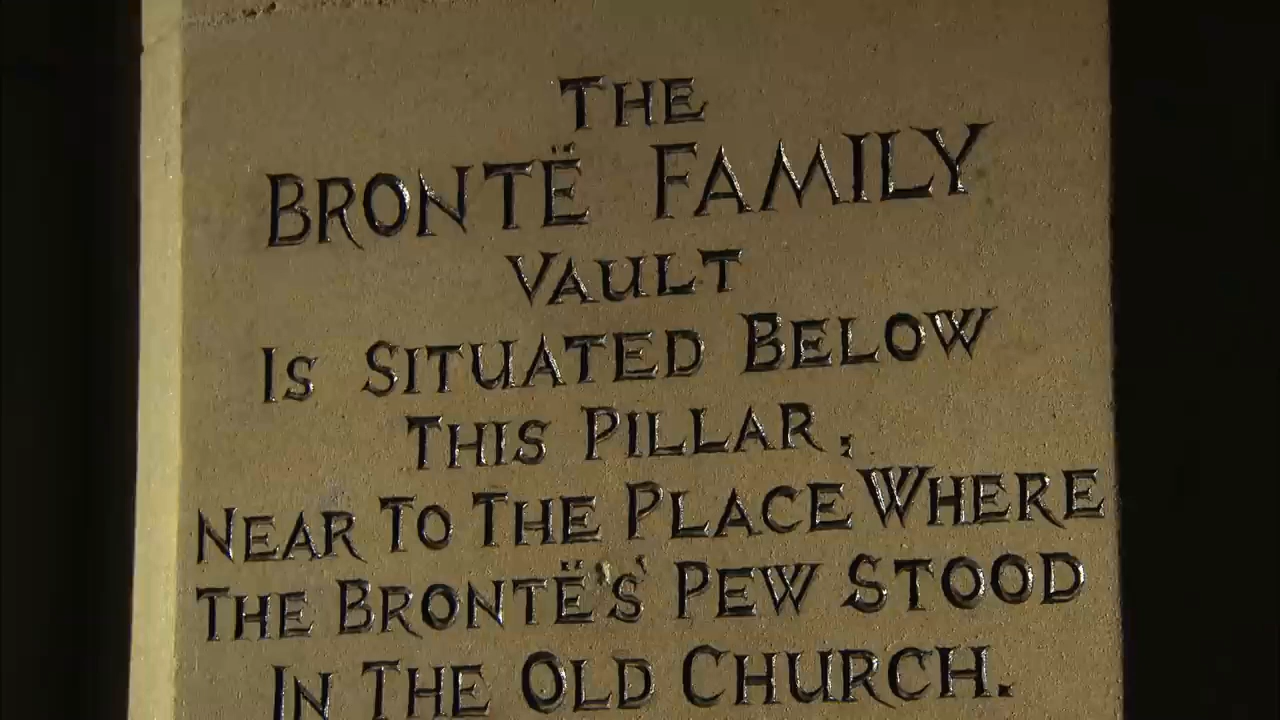 THE
BRONTË FAMILY
VAULT
IS SITUATED BELOW
THIS PILLAR;
NEAR TO THE PLACE WHERE
THE BRONTË'S' PEW STOOD
IN THE OLD CHURCH.